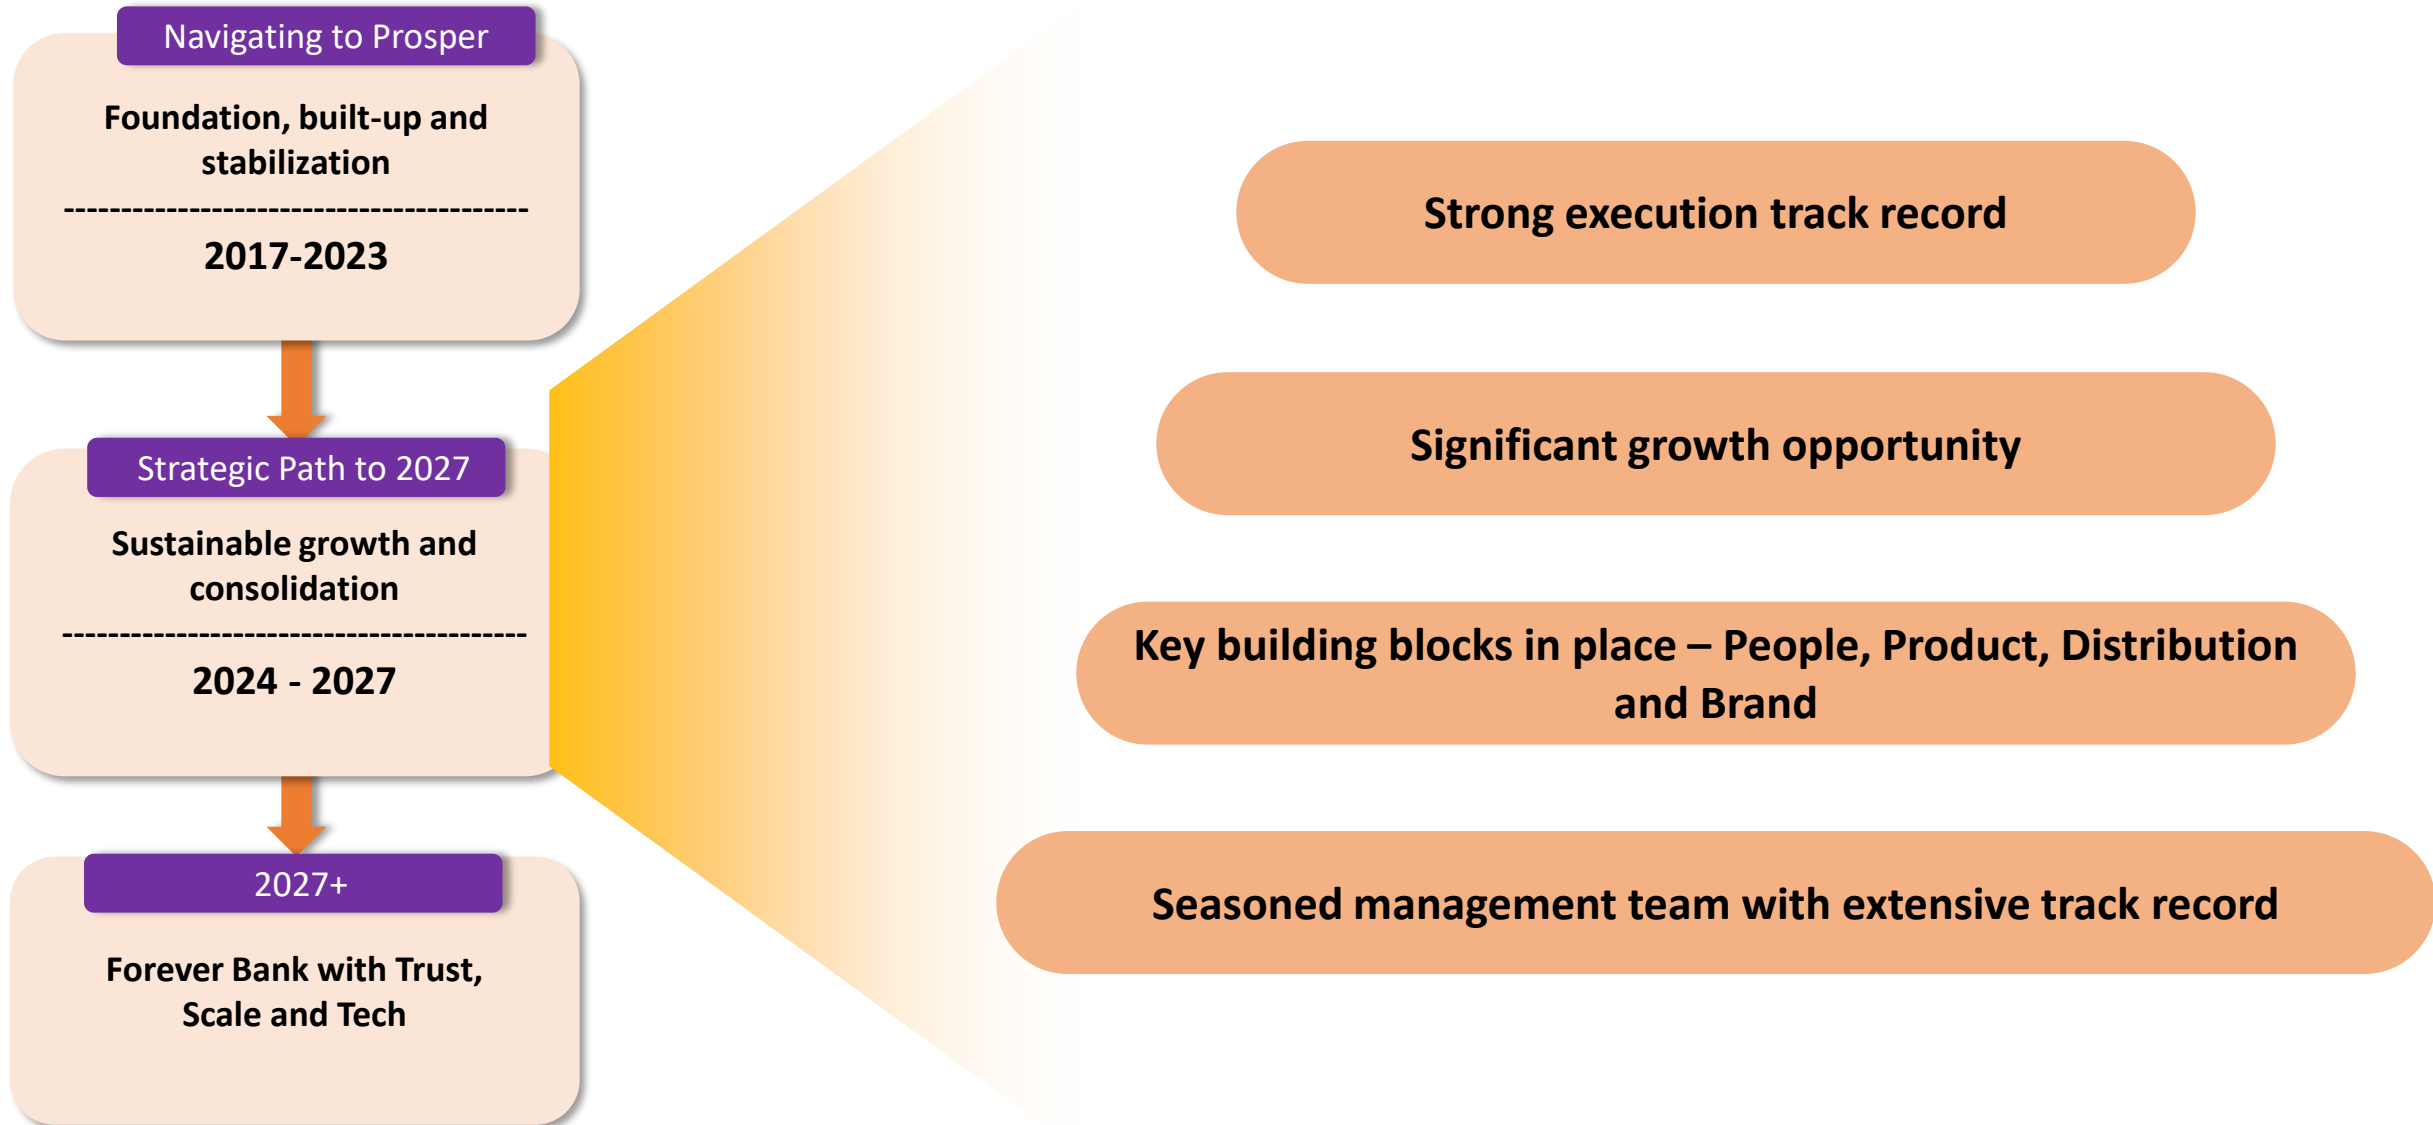 Navigating to Prosper
Foundation, built-up and
stabilization
-----------------------------------------
2017-2023
Strategic Path to 2027
Sustainable growth and
consolidation
-----------------------------------------
2024 - 2027
2027+
Forever Bank with Trust,
Scale and Tech
Strong execution track record
Significant growth opportunity
Key building blocks in place – People, Product, Distribution
and Brand
Seasoned management team with extensive track record